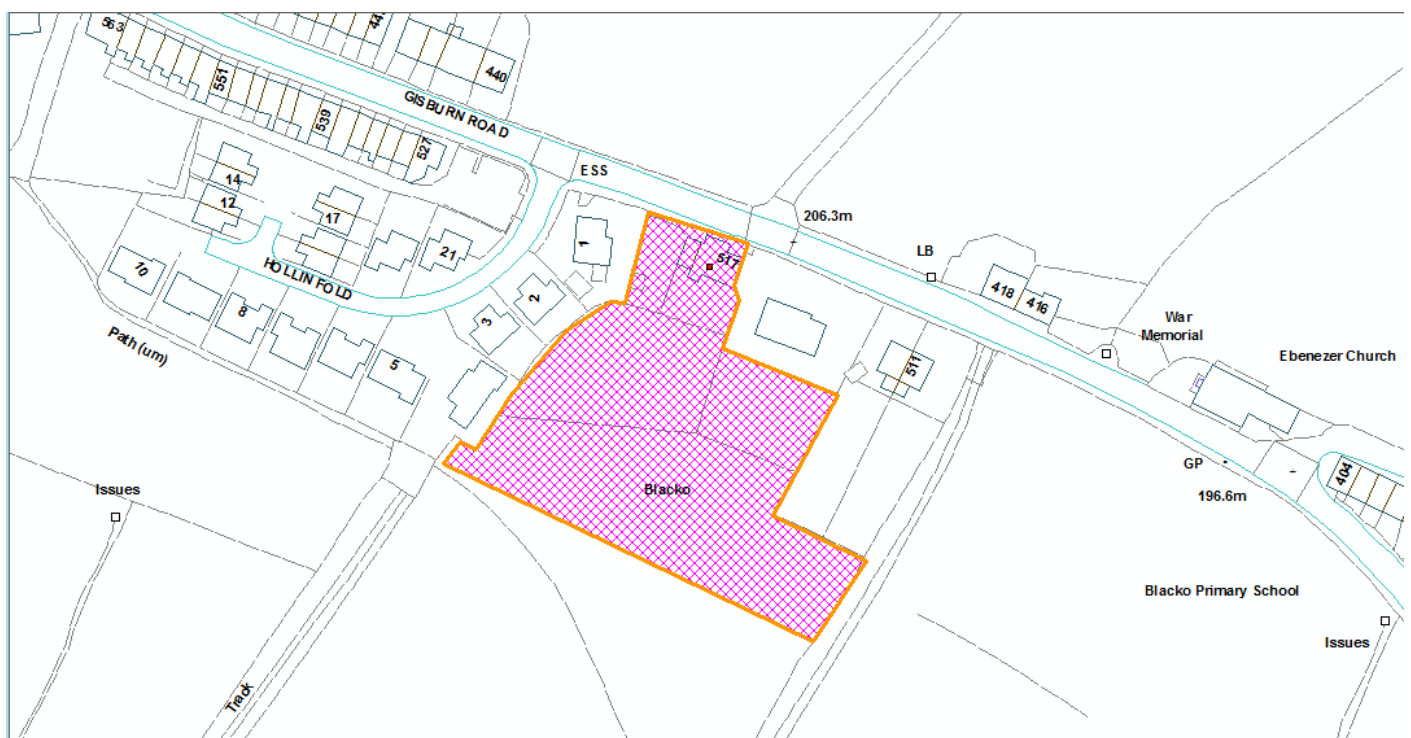 563
551
539
527
44
440
GISBURN ROAD
ESS
14
12
17
21
10
8
HOLLIN FOLD
5
3
2
1
517
206.3m
LB
418
416
War
Memorial
Ebenezer Church
511
GP
196.6m
404
Path (um)
Issues
Blacko
Track
Blacko Primary School
Issues